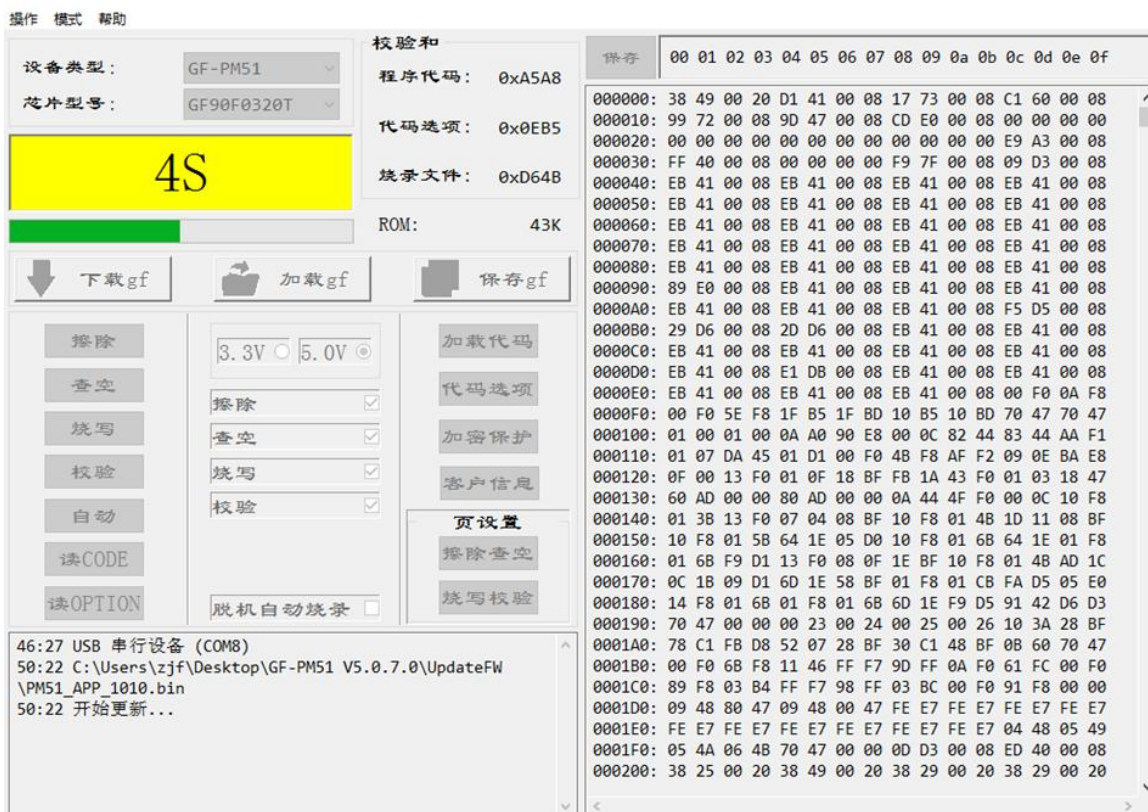 操作 模式 帮助
设备类型: GF-PM51
芯片型号: GF90F0320T
4S
校验和
程序代码: 0xA5A8
代码选项: 0x0EB5
烧录文件: 0xD64B
ROM: 43K
下载gf 加载gf 保存gf
擦除
查空
烧写
校验
自动
读CODE
读OPTION
3.3V 5.0V
擦除
查空
烧写
校验
脱机自动烧录
加载代码
代码选项
加密保护
客户信息
页设置
擦除查空
烧写校验
46:27 USB 串行设备 (COM8)
50:22 C:\Users\zjf\Desktop\GF-PM51 V5.0.7.0\UpdateFW
\PM51_APP_1010.bin
50:22 开始更新...
保存 00 01 02 03 04 05 06 07 08 09 0a 0b 0c 0d 0e 0f
000000: 38 49 00 20 D1 41 00 08 17 73 00 08 C1 60 00 08
000010: 99 72 00 08 9D 47 00 08 CD E0 00 08 00 00 00 00
000020: 00 00 00 00 00 00 00 00 00 00 00 00 E9 A3 00 08
000030: FF 40 00 08 00 00 00 00 F9 7F 00 08 09 D3 00 08
000040: EB 41 00 08 EB 41 00 08 EB 41 00 08 EB 41 00 08
000050: EB 41 00 08 EB 41 00 08 EB 41 00 08 EB 41 00 08
000060: EB 41 00 08 EB 41 00 08 EB 41 00 08 EB 41 00 08
000070: EB 41 00 08 EB 41 00 08 EB 41 00 08 EB 41 00 08
000080: EB 41 00 08 EB 41 00 08 EB 41 00 08 EB 41 00 08
000090: 89 E0 00 08 EB 41 00 08 EB 41 00 08 EB 41 00 08
0000A0: EB 41 00 08 EB 41 00 08 EB 41 00 08 F5 D5 00 08
0000B0: 29 D6 00 08 2D D6 00 08 EB 41 00 08 EB 41 00 08
0000C0: EB 41 00 08 EB 41 00 08 EB 41 00 08 EB 41 00 08
0000D0: EB 41 00 08 E1 DB 00 08 EB 41 00 08 EB 41 00 08
0000E0: EB 41 00 08 EB 41 00 08 EB 41 00 08 00 F0 0A F8
0000F0: 00 F0 5E F8 1F B5 1F BD 10 B5 10 BD 70 47 70 47
000100: 01 00 01 00 0A A0 90 E8 00 0C 82 44 83 44 AA F1
000110: 01 07 DA 45 01 D1 00 F0 4B F8 AF F2 09 0E BA E8
000120: 0F 00 13 F0 01 0F 18 BF FB 1A 43 F0 01 03 18 47
000130: 60 AD 00 00 80 AD 00 00 0A 44 4F F0 00 0C 10 F8
000140: 01 3B 13 F0 07 04 08 BF 10 F8 01 4B 1D 11 08 BF
000150: 10 F8 01 5B 64 1E 05 D0 10 F8 01 6B 64 1E 01 F8
000160: 01 6B F9 D1 13 F0 08 0F 1E BF 10 F8 01 4B AD 1C
000170: 0C 1B 09 D1 6D 1E 58 BF 01 F8 01 CB FA D5 05 E0
000180: 14 F8 01 6B 01 F8 01 6B 6D 1E F9 D5 91 42 D6 D3
000190: 70 47 00 00 00 23 00 24 00 25 00 26 10 3A 28 BF
0001A0: 78 C1 FB D8 52 07 28 BF 30 C1 48 BF 0B 60 70 47
0001B0: 00 F0 6B F8 11 46 FF F7 9D FF 0A F0 61 FC 00 F0
0001C0: 89 F8 03 B4 FF F7 98 FF 03 BC 00 F0 91 F8 00 00
0001D0: 09 48 80 47 09 48 00 47 FE E7 FE E7 FE E7 FE E7
0001E0: FE E7 FE E7 FE E7 FE E7 FE E7 FE E7 04 48 05 49
0001F0: 05 4A 06 4B 70 47 00 00 0D D3 00 08 ED 40 00 08
000200: 38 25 00 20 38 49 00 20 38 29 00 20 38 29 00 20